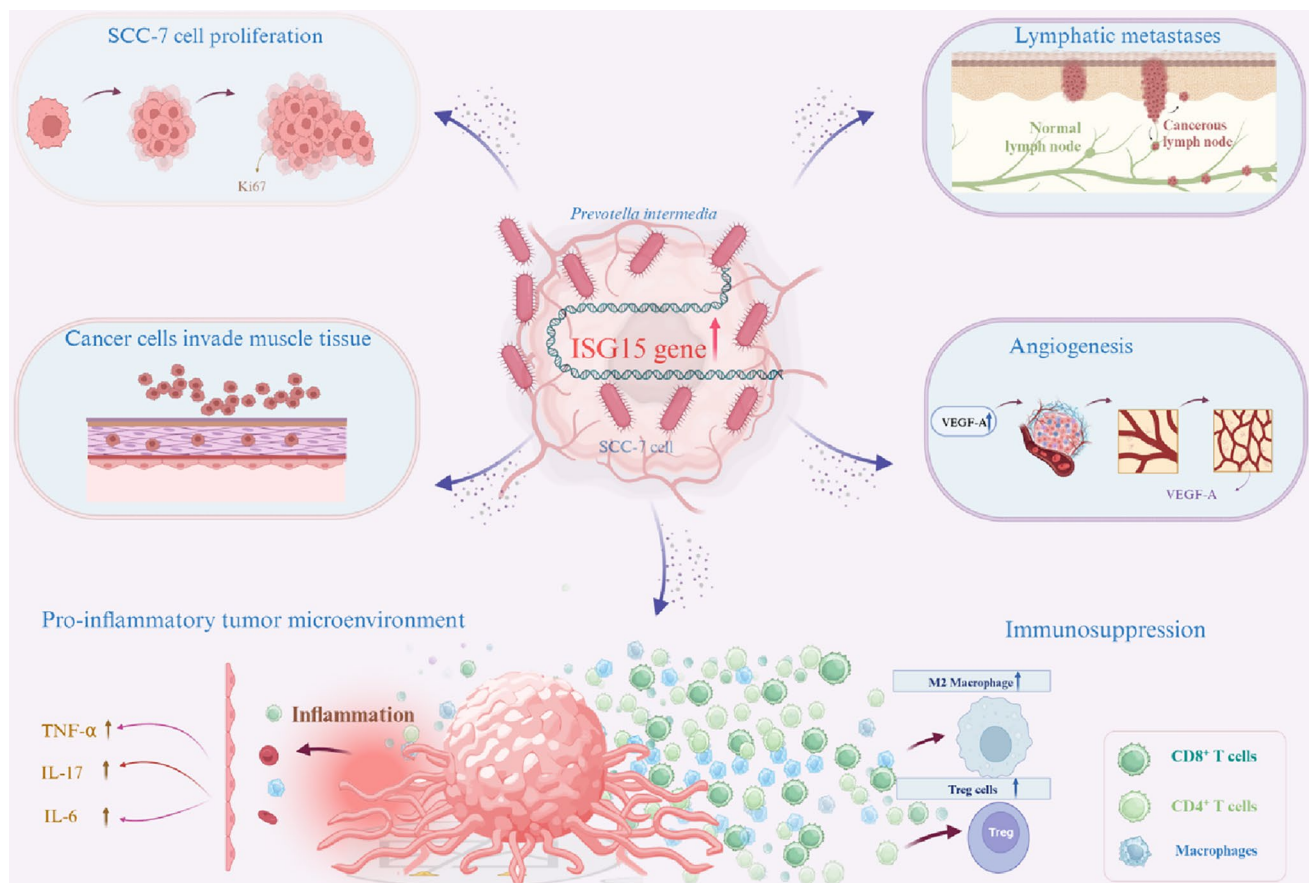 SCC-7 cell proliferation
Ki67
Lymphatic metastases
Normal
lymph node
Cancerous
lymph node
Prevotella intermedia
ISG15 gene
SCC-7 cell
Cancer cells invade muscle tissue
Angiogenesis
VEGF-A
VEGF-A
Pro-inflammatory tumor microenvironment
Inflammation
TNF-α
IL-17
IL-6
Immunosuppression
M2 Macrophage
Treg cells
Treg
CD8⁺ T cells
CD4⁺ T cells
Macrophages